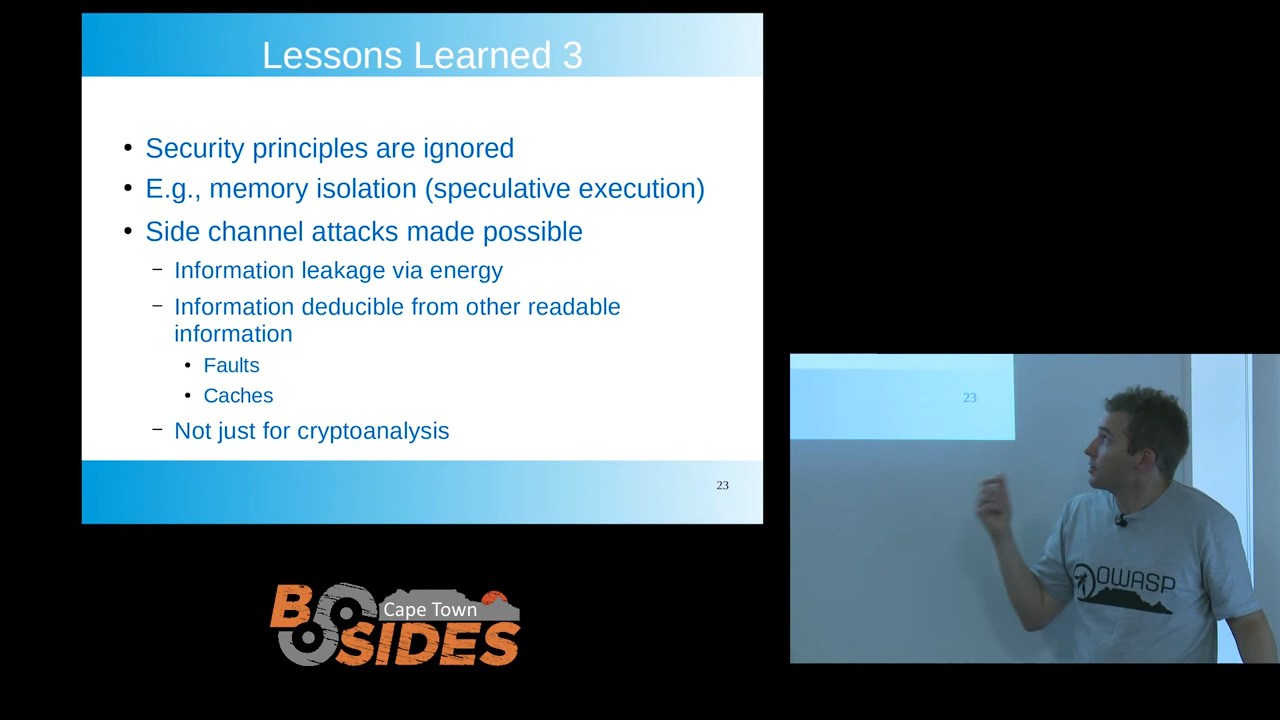 Lessons Learned 3
• Security principles are ignored
• E.g., memory isolation (speculative execution)
• Side channel attacks made possible
– Information leakage via energy
– Information deducible from other readable
information
• Faults
• Caches
– Not just for cryptoanalysis
23
23
OWASP
BSIDES
Cape Town